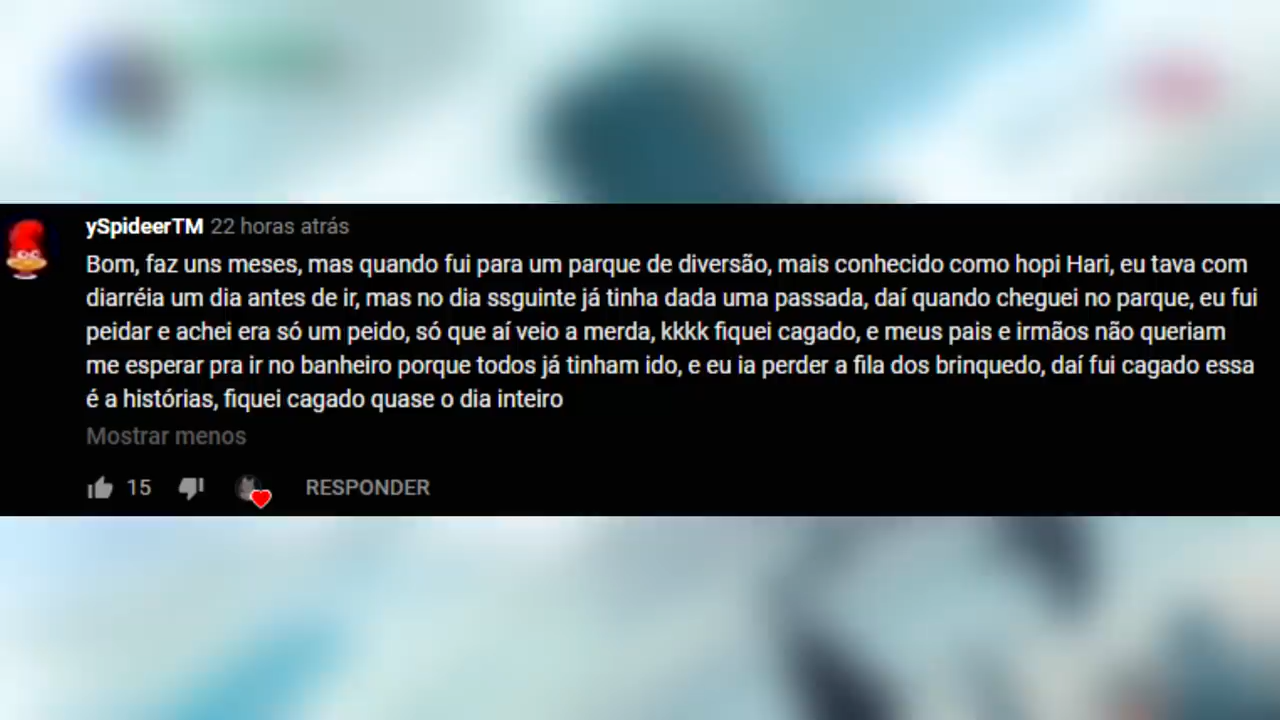 ySpideerTM 22 horas atrás
Bom, faz uns meses, mas quando fui para um parque de diversão, mais conhecido como hopi Hari, eu tava com
diarréia um dia antes de ir, mas no dia ssguinte já tinha dada uma passada, daí quando cheguei no parque, eu fui
peidar e achei era só um peido, só que aí veio a merda, kkkk fiquei cagado, e meus pais e irmãos não queriam
me esperar pra ir no banheiro porque todos já tinham ido, e eu ia perder a fila dos brinquedo, daí fui cagado essa
é a histórias, fiquei cagado quase o dia inteiro
Mostrar menos
15 RESPONDER